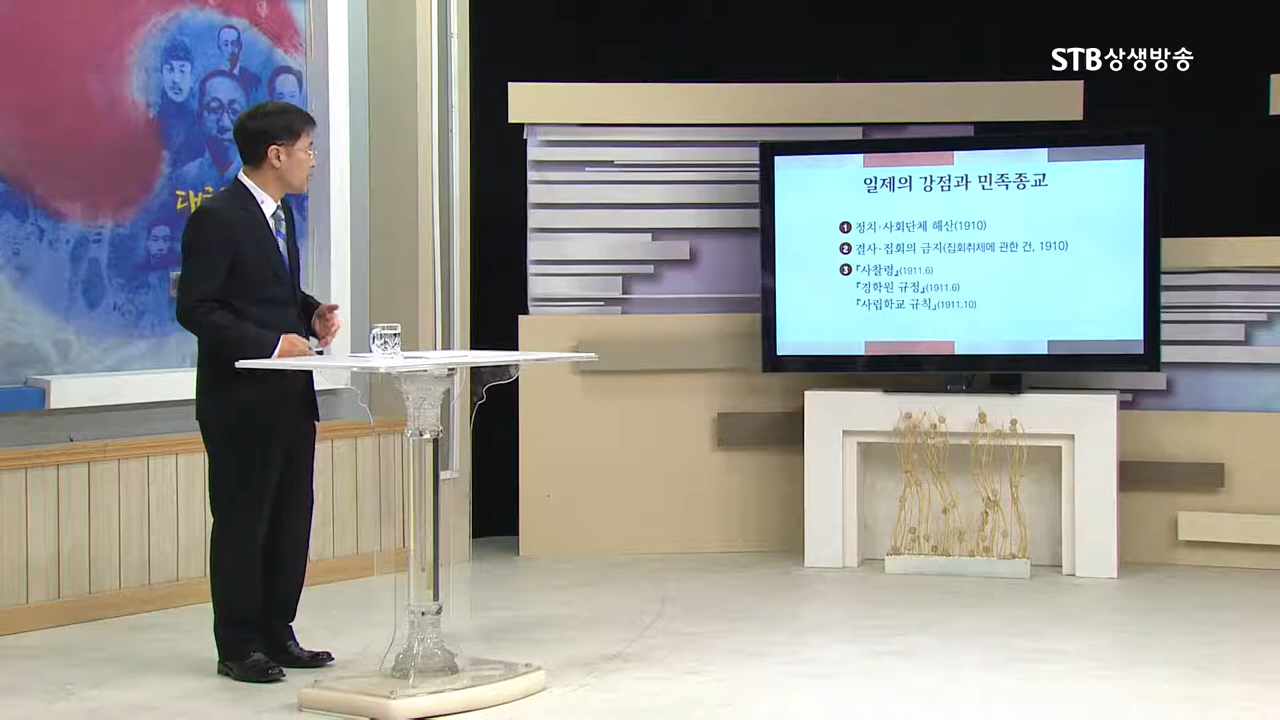 STB상생방송
일제의 강점과 민족종교
1 정치·사회단체 해산(1910)
2 결사·집회의 금지(집회취체에 관한 건, 1910)
3 『사찰령』(1911.6)
『경학원 규정』(1911.6)
『사립학교 규칙』(1911.10)